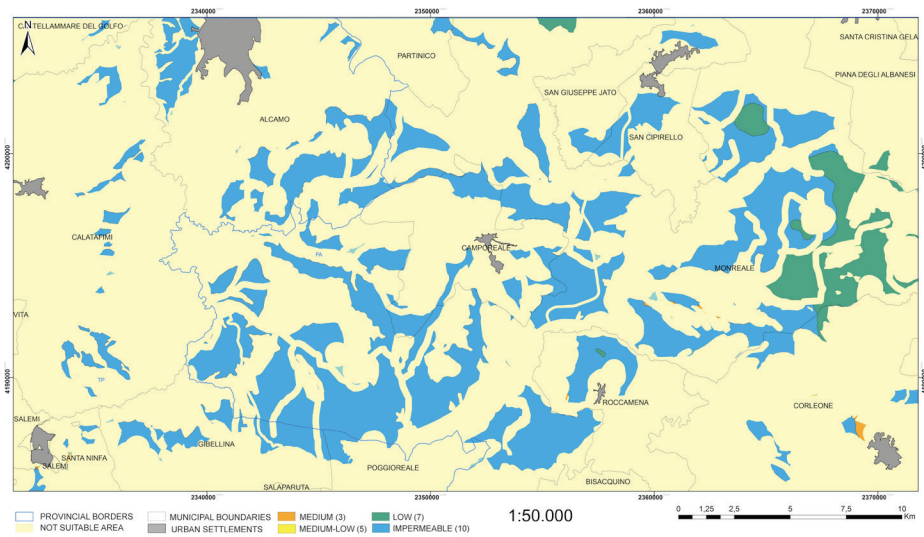 2340000 2350000 2360000 2370000
CASTELLAMMARE DEL GOLFO
N
SANTA CRISTINA GELA
PARTINICO
PIANA DEGLI ALBANESI
SAN GIUSEPPE JATO
ALCAMO
SAN CIPIRELLO
4200000 4200000
CALATAFIMI
CAMPOREALE
PA
MONREALE
VITA
TP
4190000 4190000
ROCCAMENA
CORLEONE
SALEMI
GIBELLINA
SANTA NINFA
SALEMI
POGGIOREALE
BISACQUINO
SALAPARUTA
2340000 2350000 2360000 2370000
PROVINCIAL BORDERS MUNICIPAL BOUNDARIES MEDIUM (3) LOW (7)
NOT SUITABLE AREA URBAN SETTLEMENTS MEDIUM-LOW (5) IMPERMEABLE (10)
1:50.000
0 1,25 2,5 5 7,5 10
Km